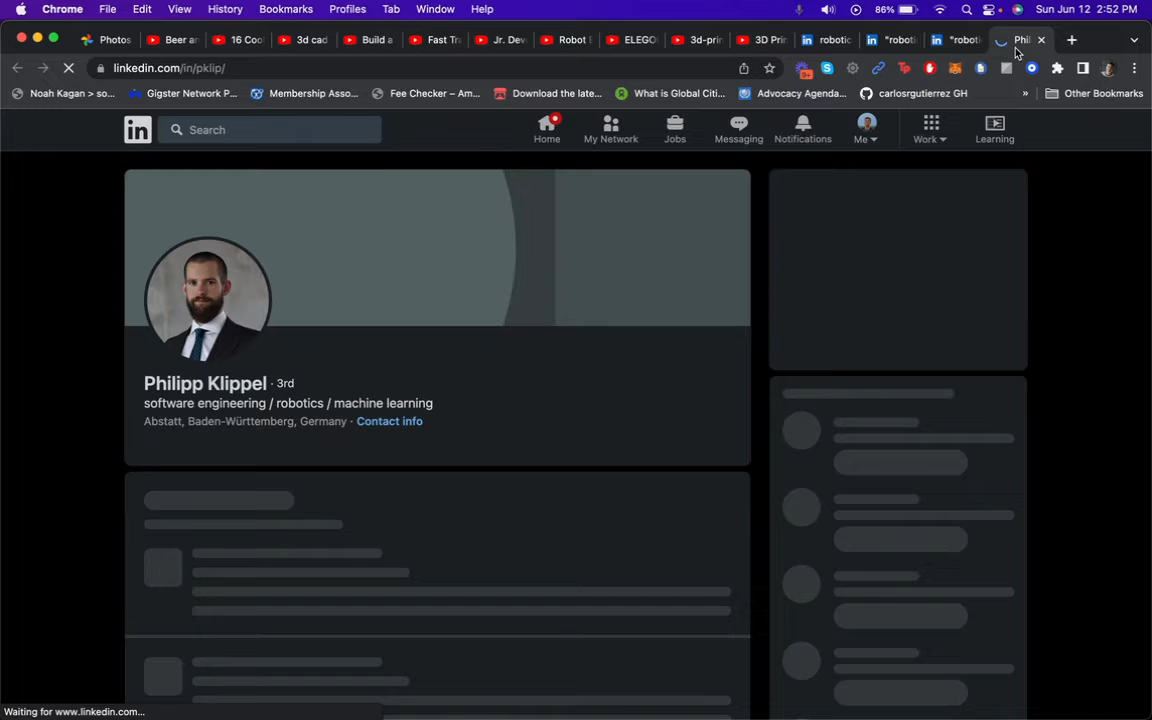 Chrome File Edit View History Bookmarks Profiles Tab Window Help 86% Sun Jun 12 2:52 PM
Photos Beer ar 16 Coo 3d cad Build a Fast Tra Jr. Dev Robot E ELEGO 3d-prin 3D Prin robotic "roboti "roboti Phil
linkedin.com/in/pklip/
Noah Kagan > so... Gigster Network P... Membership Asso... Fee Checker – Am... Download the late... What is Global Citi... Advocacy Agenda... carlosrgutierrez GH » Other Bookmarks
in Search Home My Network Jobs Messaging Notifications Me Work Learning
Philipp Klippel · 3rd
software engineering / robotics / machine learning
Abstatt, Baden-Württemberg, Germany · Contact info
Waiting for www.linkedin.com...